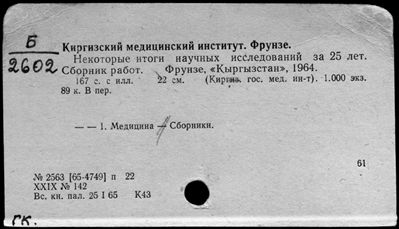 Б
2602
Киргизский медицинский институт. Фрунзе.
Некоторые итоги научных исследований за 25 лет.
Сборник работ. Фрунзе, «Кыргызстан», 1964.
167 с. с илл. 22 см. (Киргиз. гос. мед. ин-т). 1.000 экз.
89 к. В пер.
— — 1. Медицина — Сборники.
61
№ 2563 [65-4749] п 22
XXIX № 142
Вс. кн. пал. 25 I 65 К43
гк.